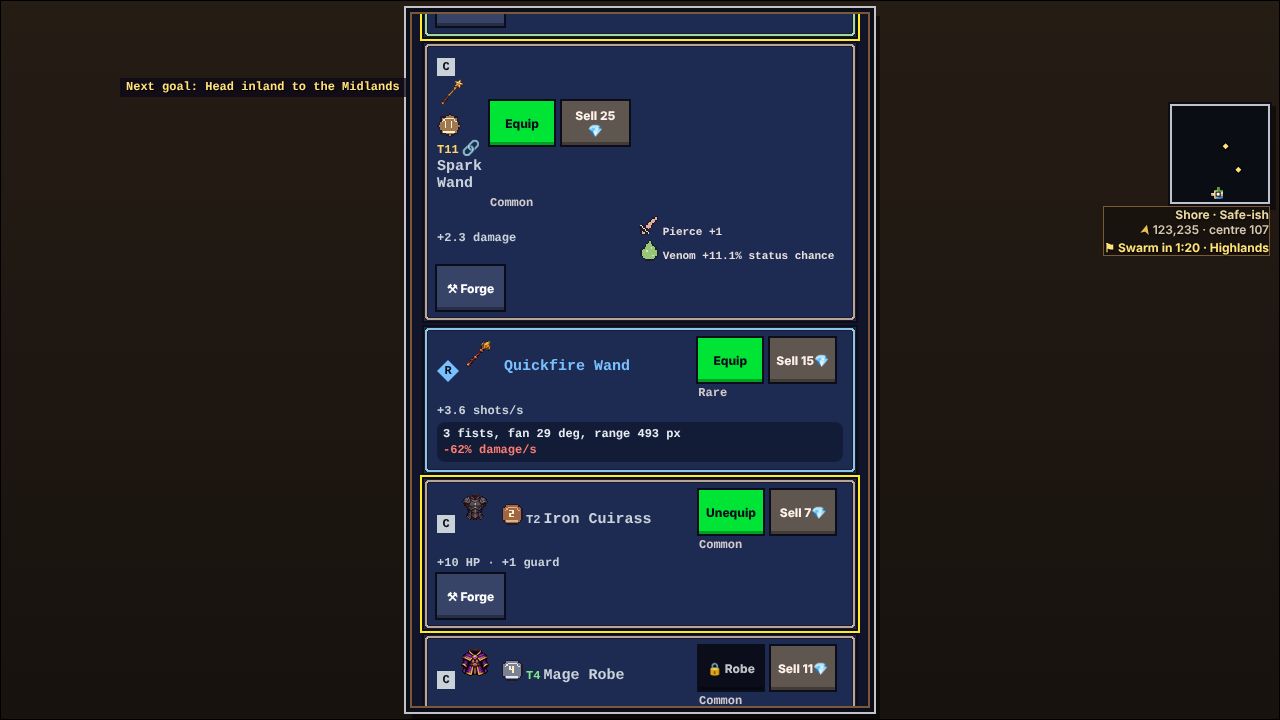 Next goal: Head inland to the Midlands
C
11
T11
Spark
Wand
Equip
Sell 25
Common
+2.3 damage
Pierce +1
Venom +11.1% status chance
Forge
R
Quickfire Wand
Equip
Sell 15
Rare
+3.6 shots/s
3 fists, fan 29 deg, range 493 px
-62% damage/s
C
2
T2 Iron Cuirass
Unequip
Sell 7
Common
+10 HP · +1 guard
Forge
C
4
T4 Mage Robe
Robe
Sell 11
Common
Shore · Safe-ish
123,235 · centre 107
Swarm in 1:20 · Highlands